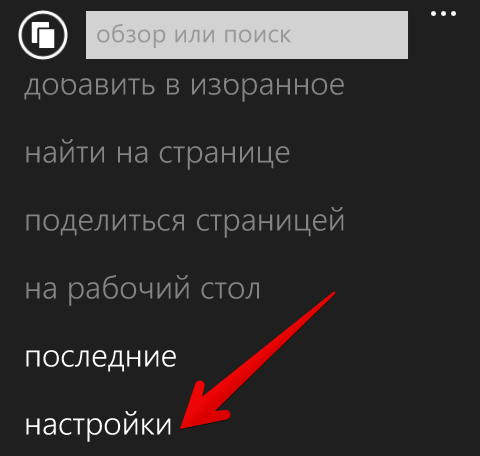 обзор или поиск
добавить в избранное
найти на странице
поделиться страницей
на рабочий стол
последние
настройки